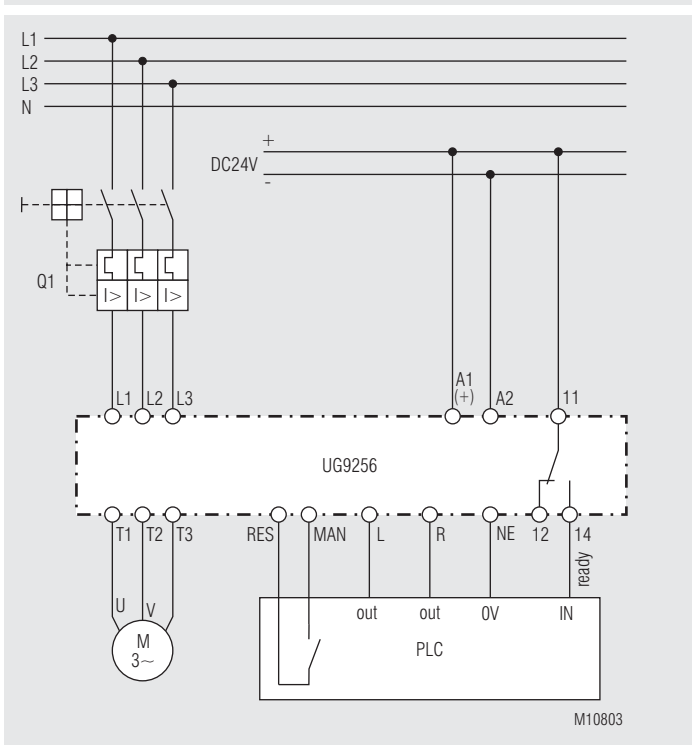 L1
L2
L3
N
+
DC24V
-
Q1
I> I> I>
A1
(+)
L1 L2 L3 A2 11
UG9256
T1 T2 T3 RES MAN L R NE 12 14
ready
U V
M
3~
out out 0V IN
PLC
M10803